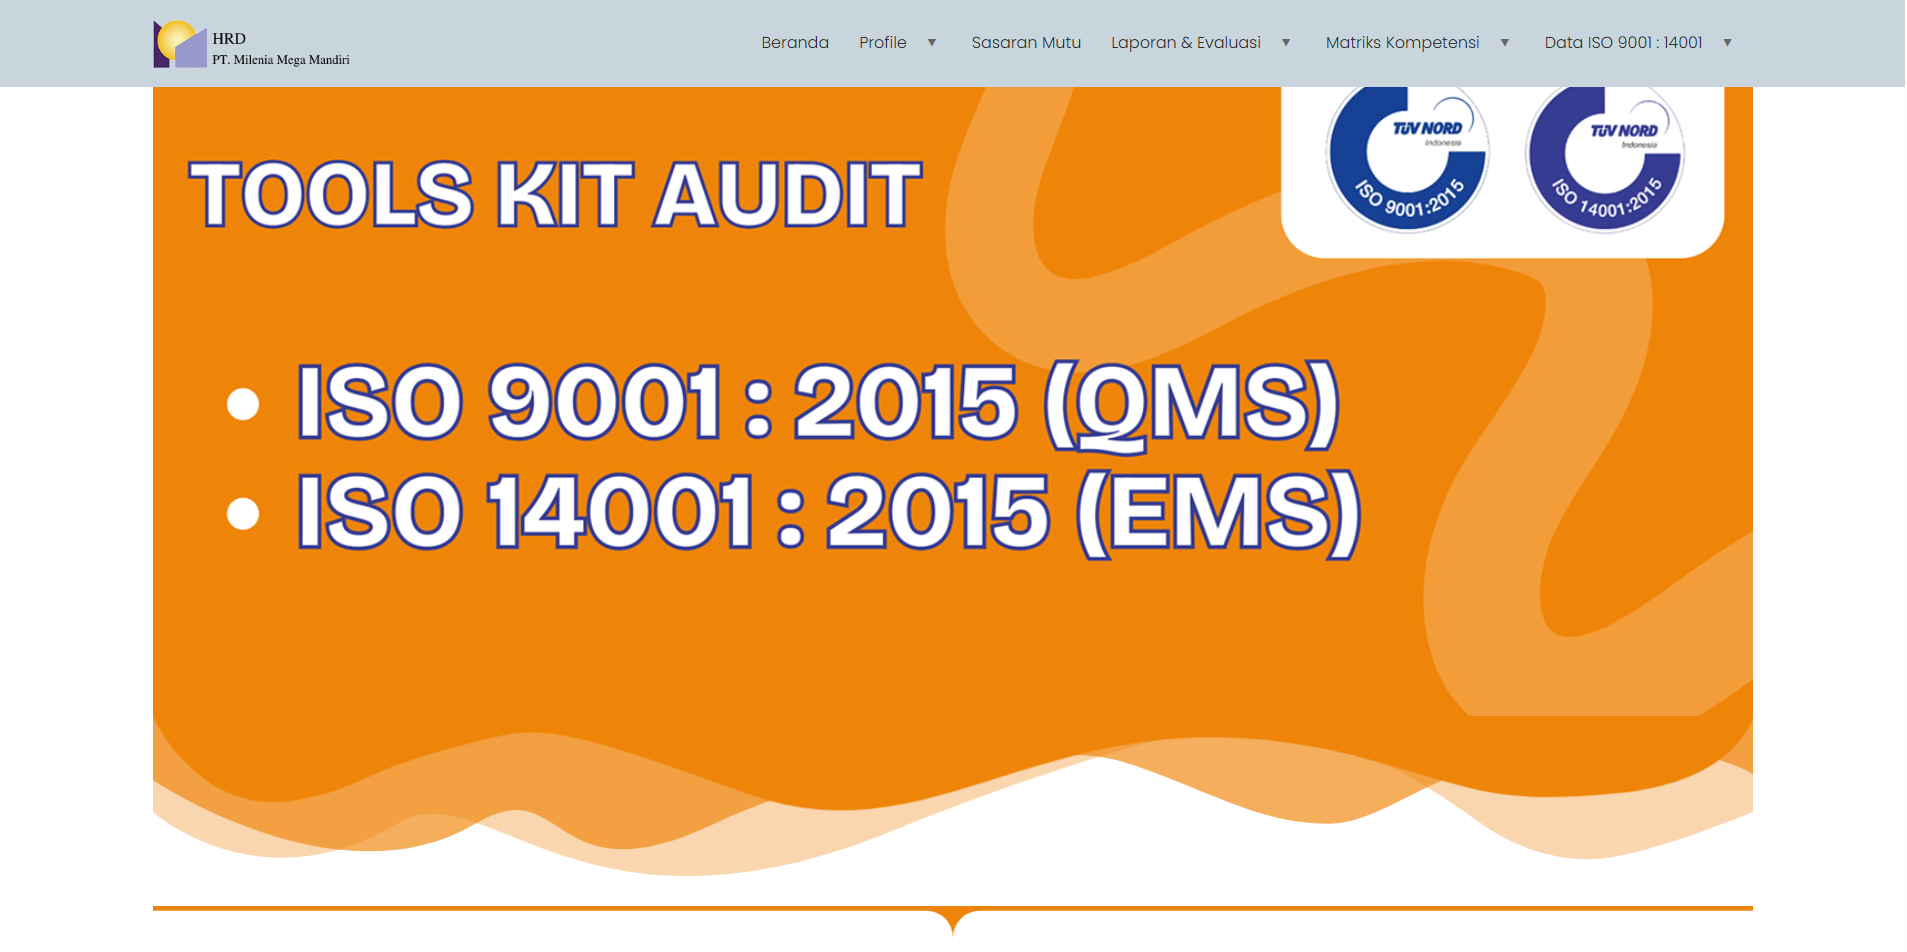 HRD
PT. Milenia Mega Mandiri
Beranda Profile ▼ Sasaran Mutu Laporan & Evaluasi ▼ Matriks Kompetensi ▼ Data ISO 9001 : 14001 ▼
TÜV NORD
Indonesia
ISO 9001:2015
TÜV NORD
Indonesia
ISO 14001:2015
TOOLS KIT AUDIT
• ISO 9001 : 2015 (QMS)
• ISO 14001 : 2015 (EMS)